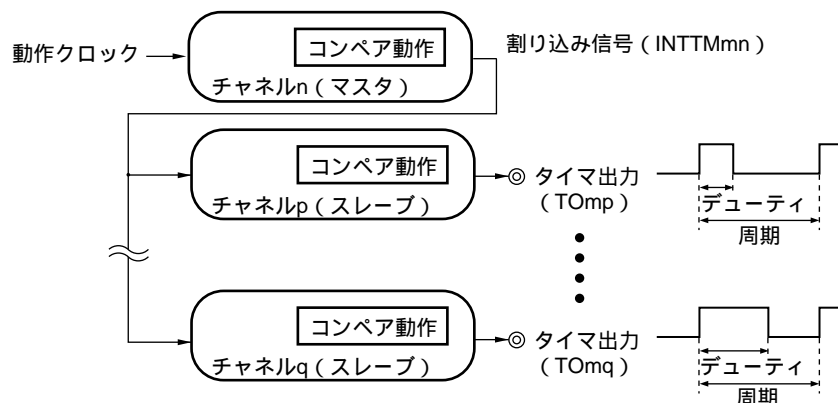 動作クロック
コンペア動作
チャネルn（マスタ）
割り込み信号（INTTMmn）
コンペア動作
チャネルp（スレーブ）
タイマ出力
（TOmp）
デューティ
周期
コンペア動作
チャネルq（スレーブ）
タイマ出力
（TOmq）
デューティ
周期